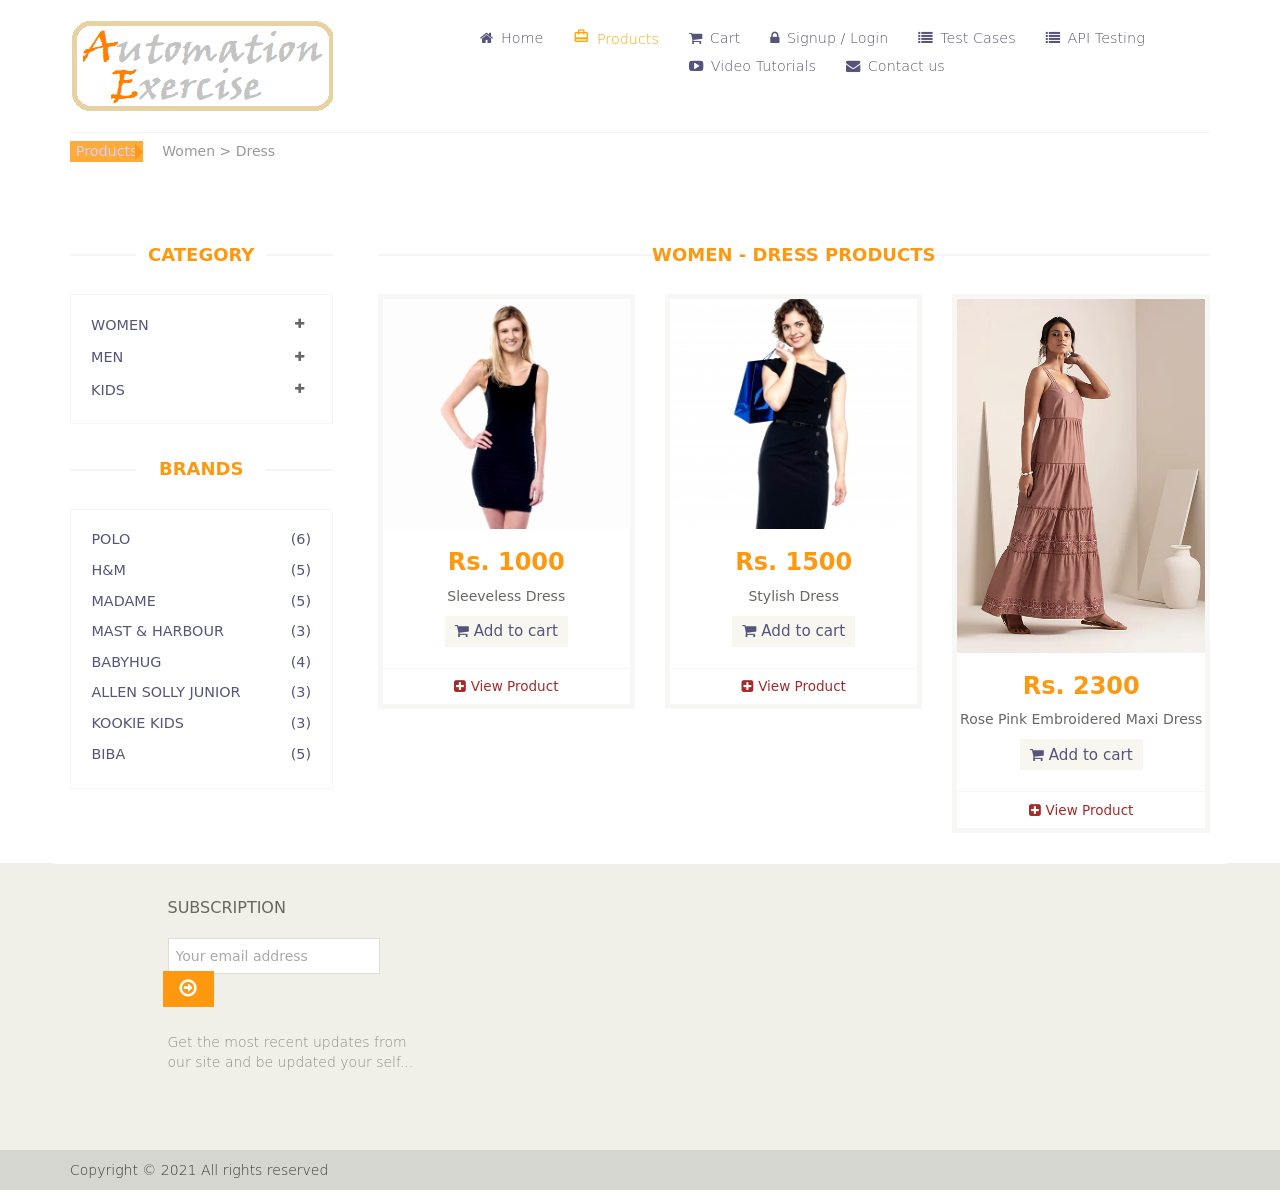 Automation
Exercise
Home
Products
Cart
Signup / Login
Test Cases
API Testing
Video Tutorials
Contact us
Products
Women > Dress
CATEGORY
WOMEN
MEN
KIDS
BRANDS
POLO (6)
H&M (5)
MADAME (5)
MAST & HARBOUR (3)
BABYHUG (4)
ALLEN SOLLY JUNIOR (3)
KOOKIE KIDS (3)
BIBA (5)
WOMEN - DRESS PRODUCTS
Rs. 1000
Sleeveless Dress
Add to cart
View Product
Rs. 1500
Stylish Dress
Add to cart
View Product
Rs. 2300
Rose Pink Embroidered Maxi Dress
Add to cart
View Product
SUBSCRIPTION
Your email address
Get the most recent updates from
our site and be updated your self...
Copyright © 2021 All rights reserved